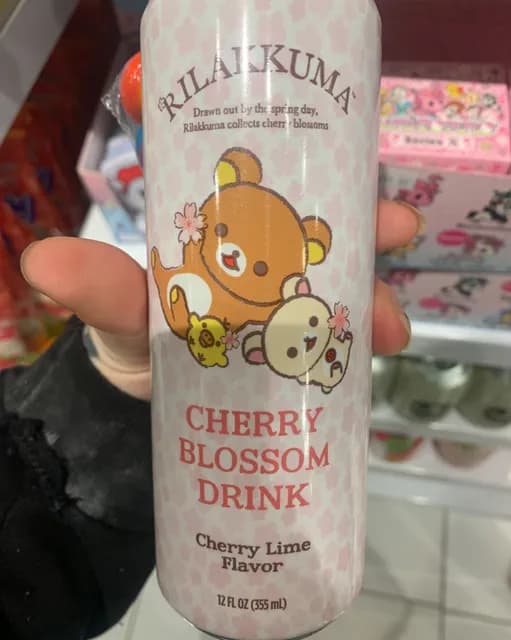 RILAKKUMA™
Drawn out by the spring day,
Rilakkuma collects cherry blossoms
CHERRY
BLOSSOM
DRINK
Cherry Lime
Flavor
12 FL OZ (355 mL)